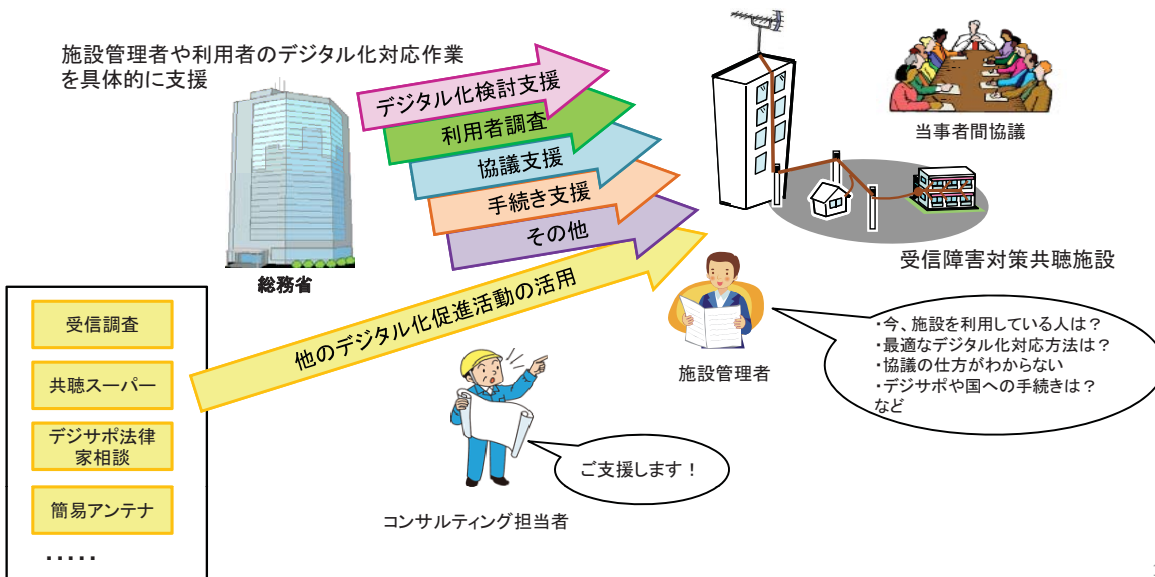 施設管理者や利用者のデジタル化対応作業
を具体的に支援
デジタル化検討支援
利用者調査
協議支援
手続き支援
その他
他のデジタル化促進活動の活用
総務省
当事者間協議
受信障害対策共聴施設
受信調査
共聴スーパー
デジサポ法律
家相談
簡易アンテナ
・・・・・
施設管理者
・今、施設を利用している人は？
・最適なデジタル化対応方法は？
・協議の仕方がわからない
・デジサポや国への手続きは？
など
ご支援します！
コンサルティング担当者